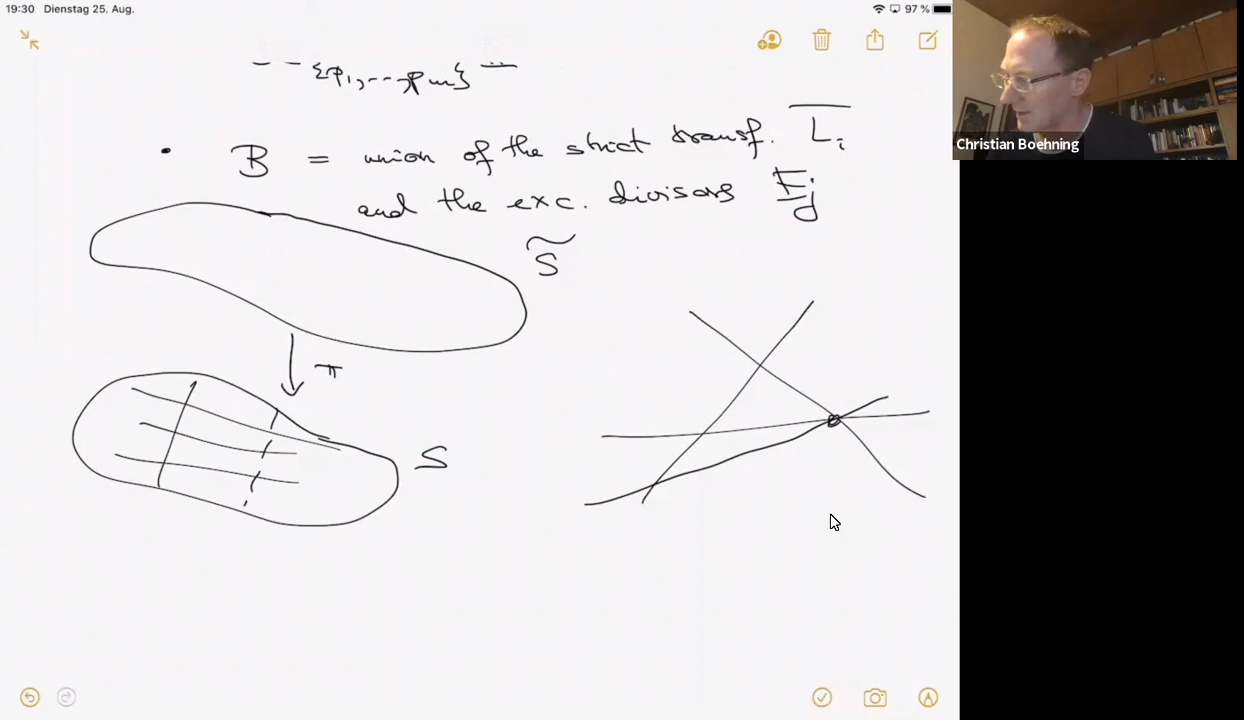 19:30 Dienstag 25. Aug.
97 %
{p1,...,pm}
• B = union of the strict transf. L̅i
and the exc. divisors Ej
S̃
π
S
Christian Boehning